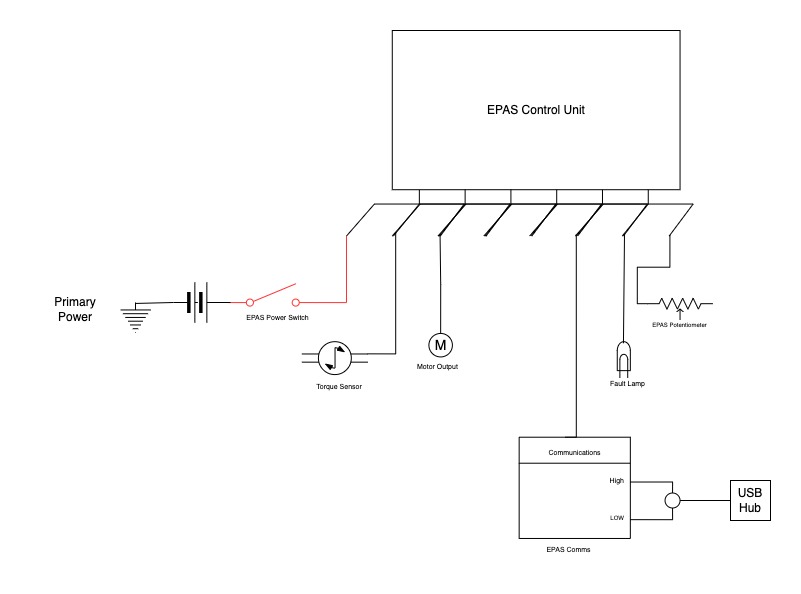 EPAS Control Unit
Primary
Power
EPAS Power Switch
EPAS Potentiometer
M
Motor Output
Torque Sensor
Fault Lamp
Communications
High
LOW
USB
Hub
EPAS Comms